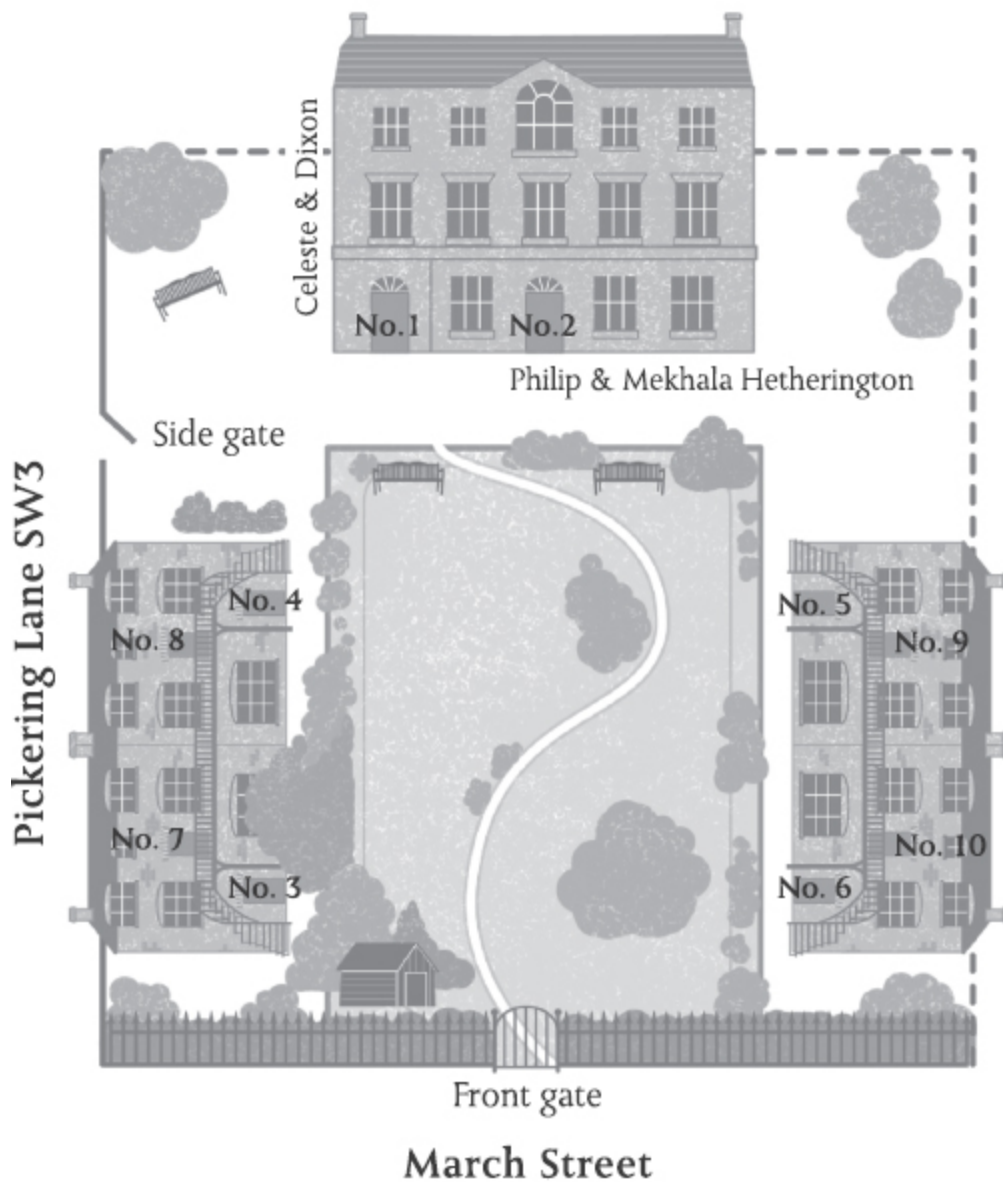 Celeste & Dixon
No. 1
No. 2
Philip & Mekhala Hetherington
Side gate
Pickering Lane SW3
No. 4
No. 5
No. 8
No. 9
No. 7
No. 10
No. 3
No. 6
Front gate
March Street